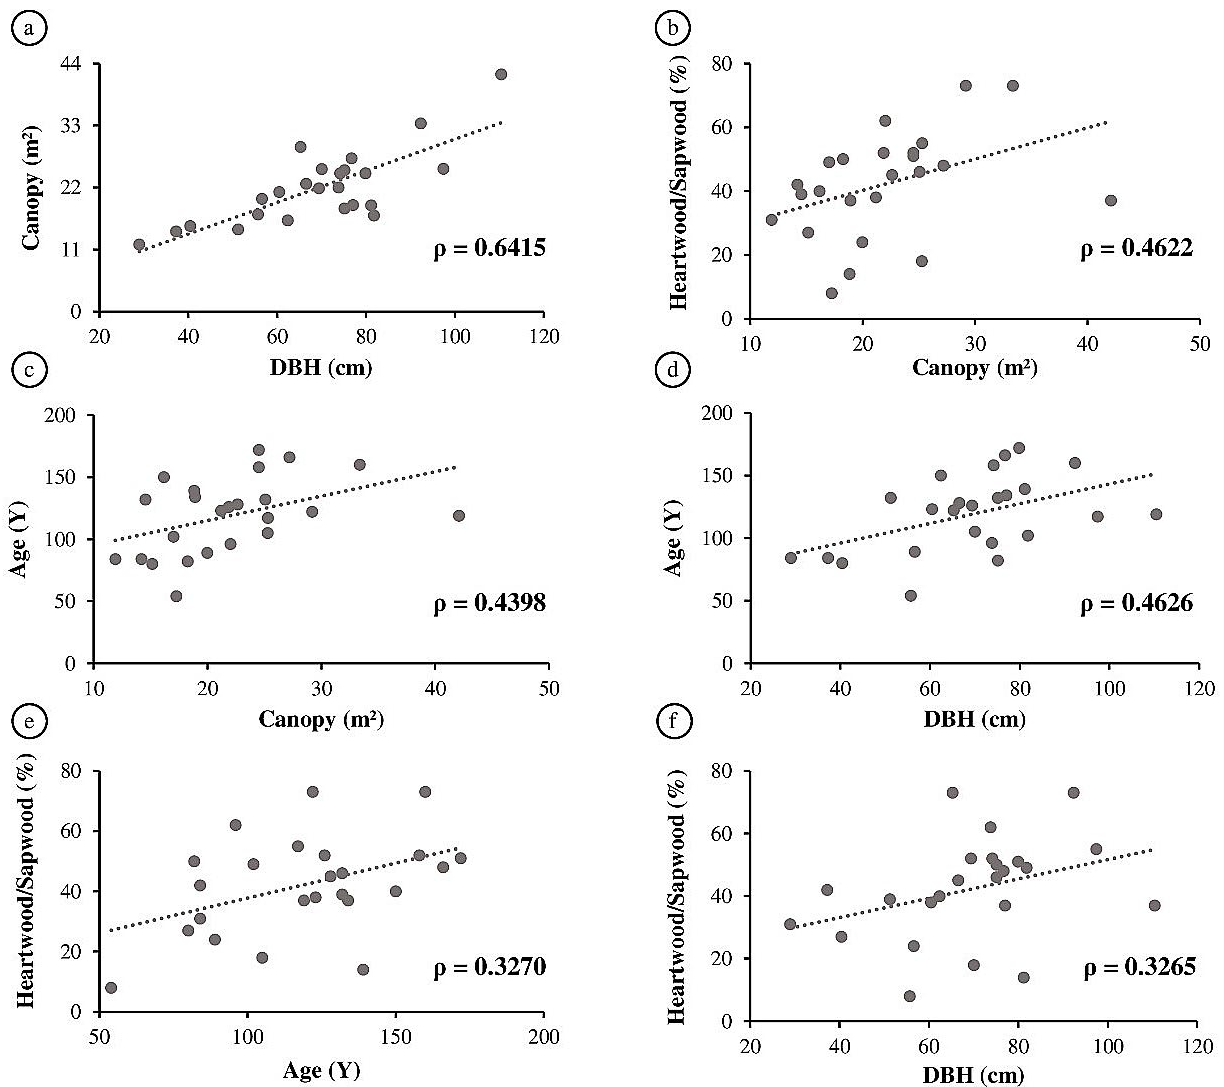 a
44
33
22
11
0
Canopy (m²)
ρ = 0.6415
20 40 60 80 100 120
DBH (cm)
b
80
60
40
20
0
Heartwood/Sapwood (%)
ρ = 0.4622
10 20 30 40 50
Canopy (m²)
c
200
150
100
50
0
Age (Y)
ρ = 0.4398
10 20 30 40 50
Canopy (m²)
d
200
150
100
50
0
Age (Y)
ρ = 0.4626
20 40 60 80 100 120
DBH (cm)
e
80
60
40
20
0
Heartwood/Sapwood (%)
ρ = 0.3270
50 100 150 200
Age (Y)
f
80
60
40
20
0
Heartwood/Sapwood (%)
ρ = 0.3265
20 40 60 80 100 120
DBH (cm)